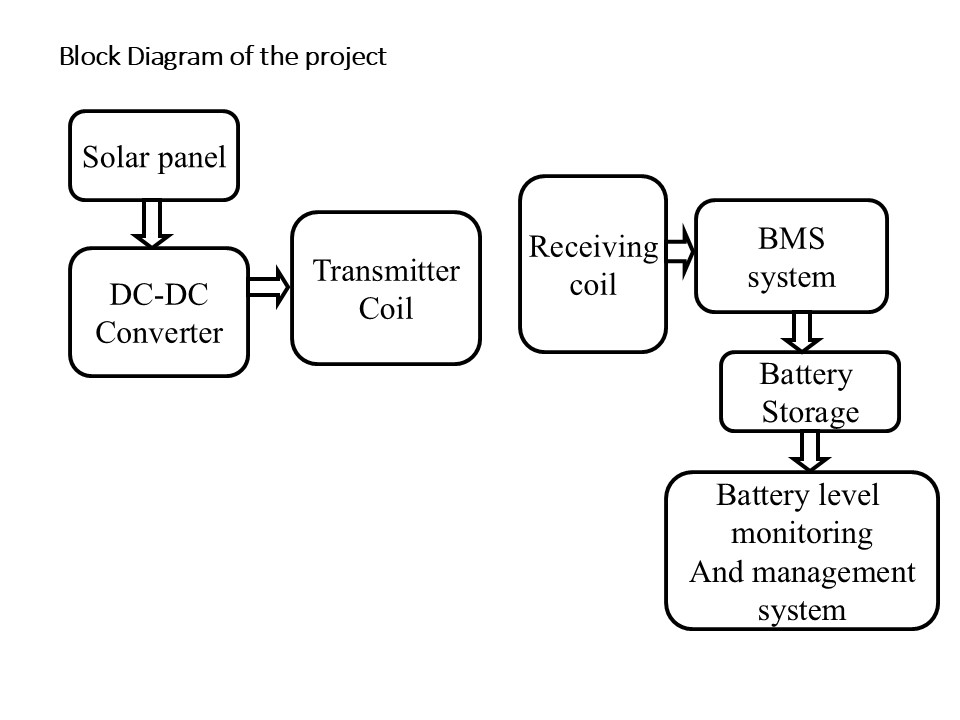 Block Diagram of the project
Solar panel
DC-DC
Converter
Transmitter
Coil
Receiving
coil
BMS
system
Battery
Storage
Battery level
monitoring
And management
system